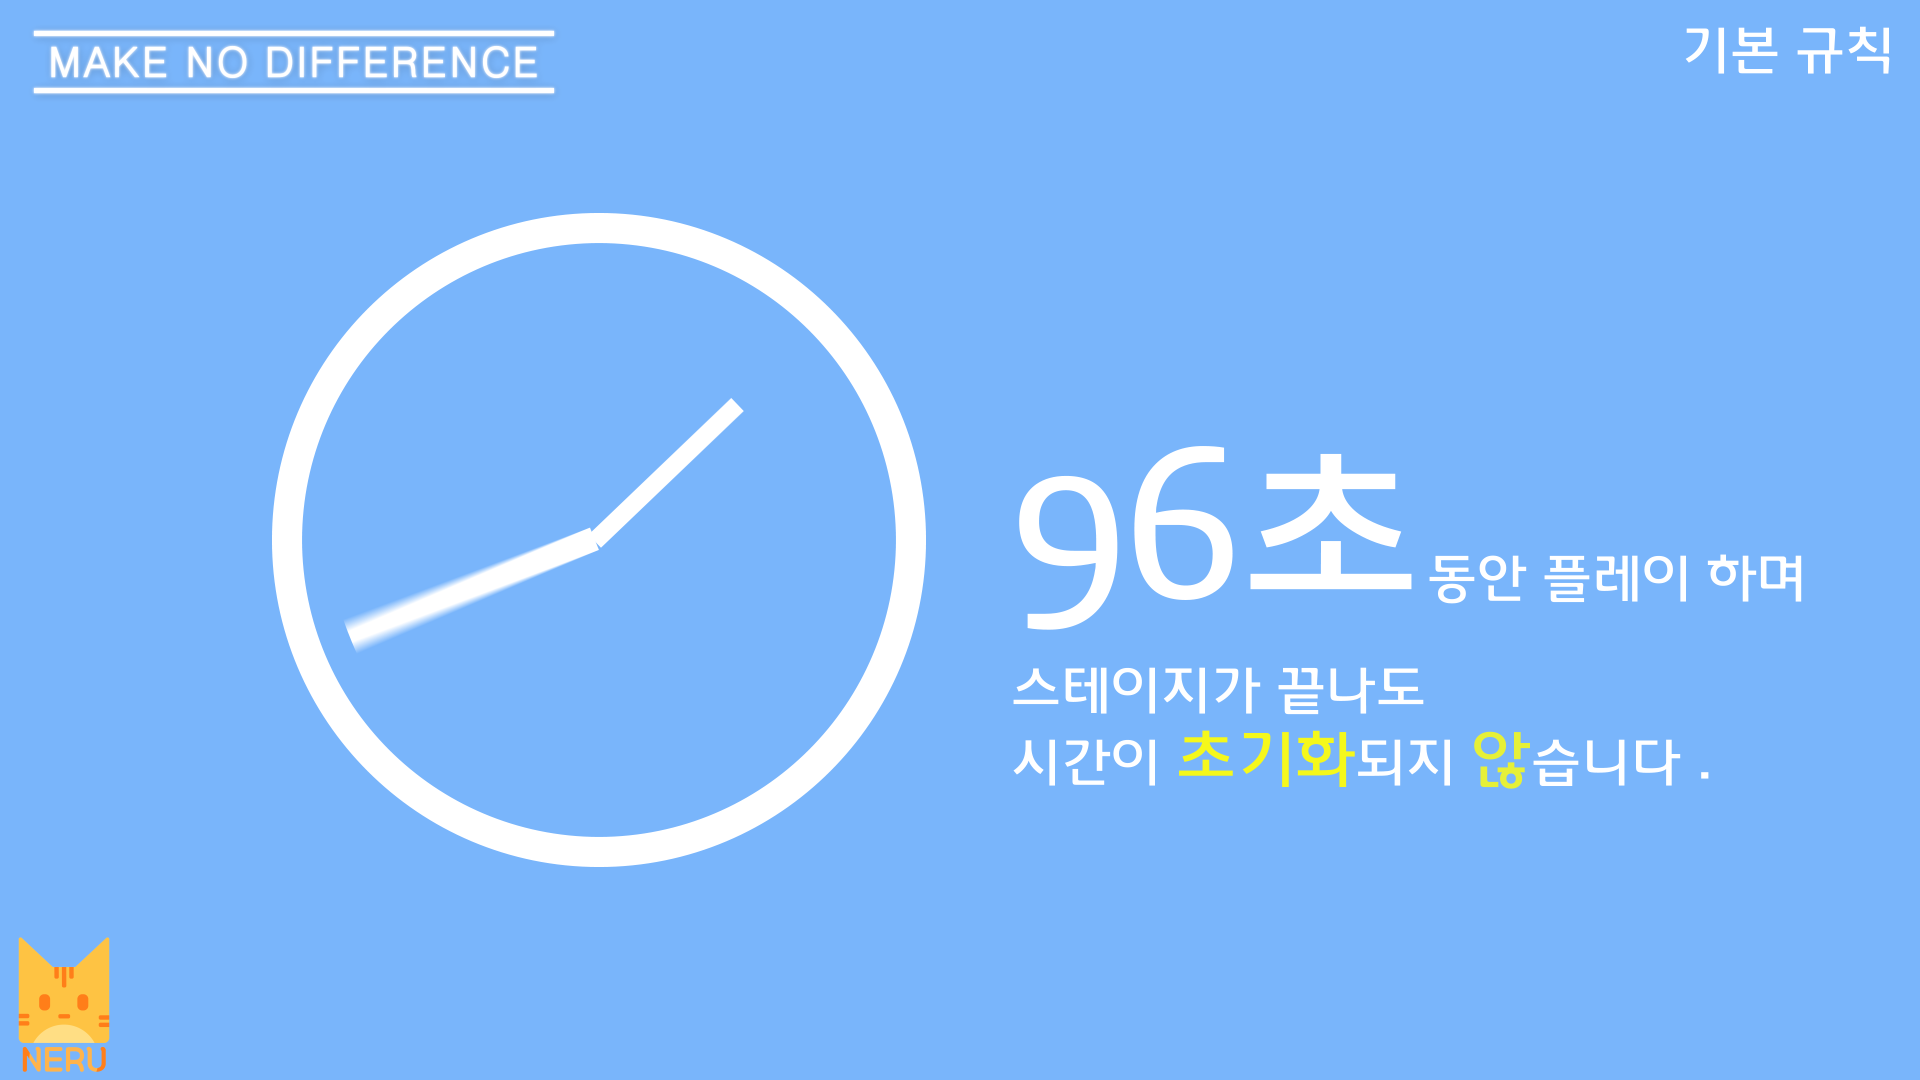 MAKE NO DIFFERENCE
기본 규칙
96초 동안 플레이 하며
스테이지가 끝나도
시간이 초기화되지 않습니다 .
NERU